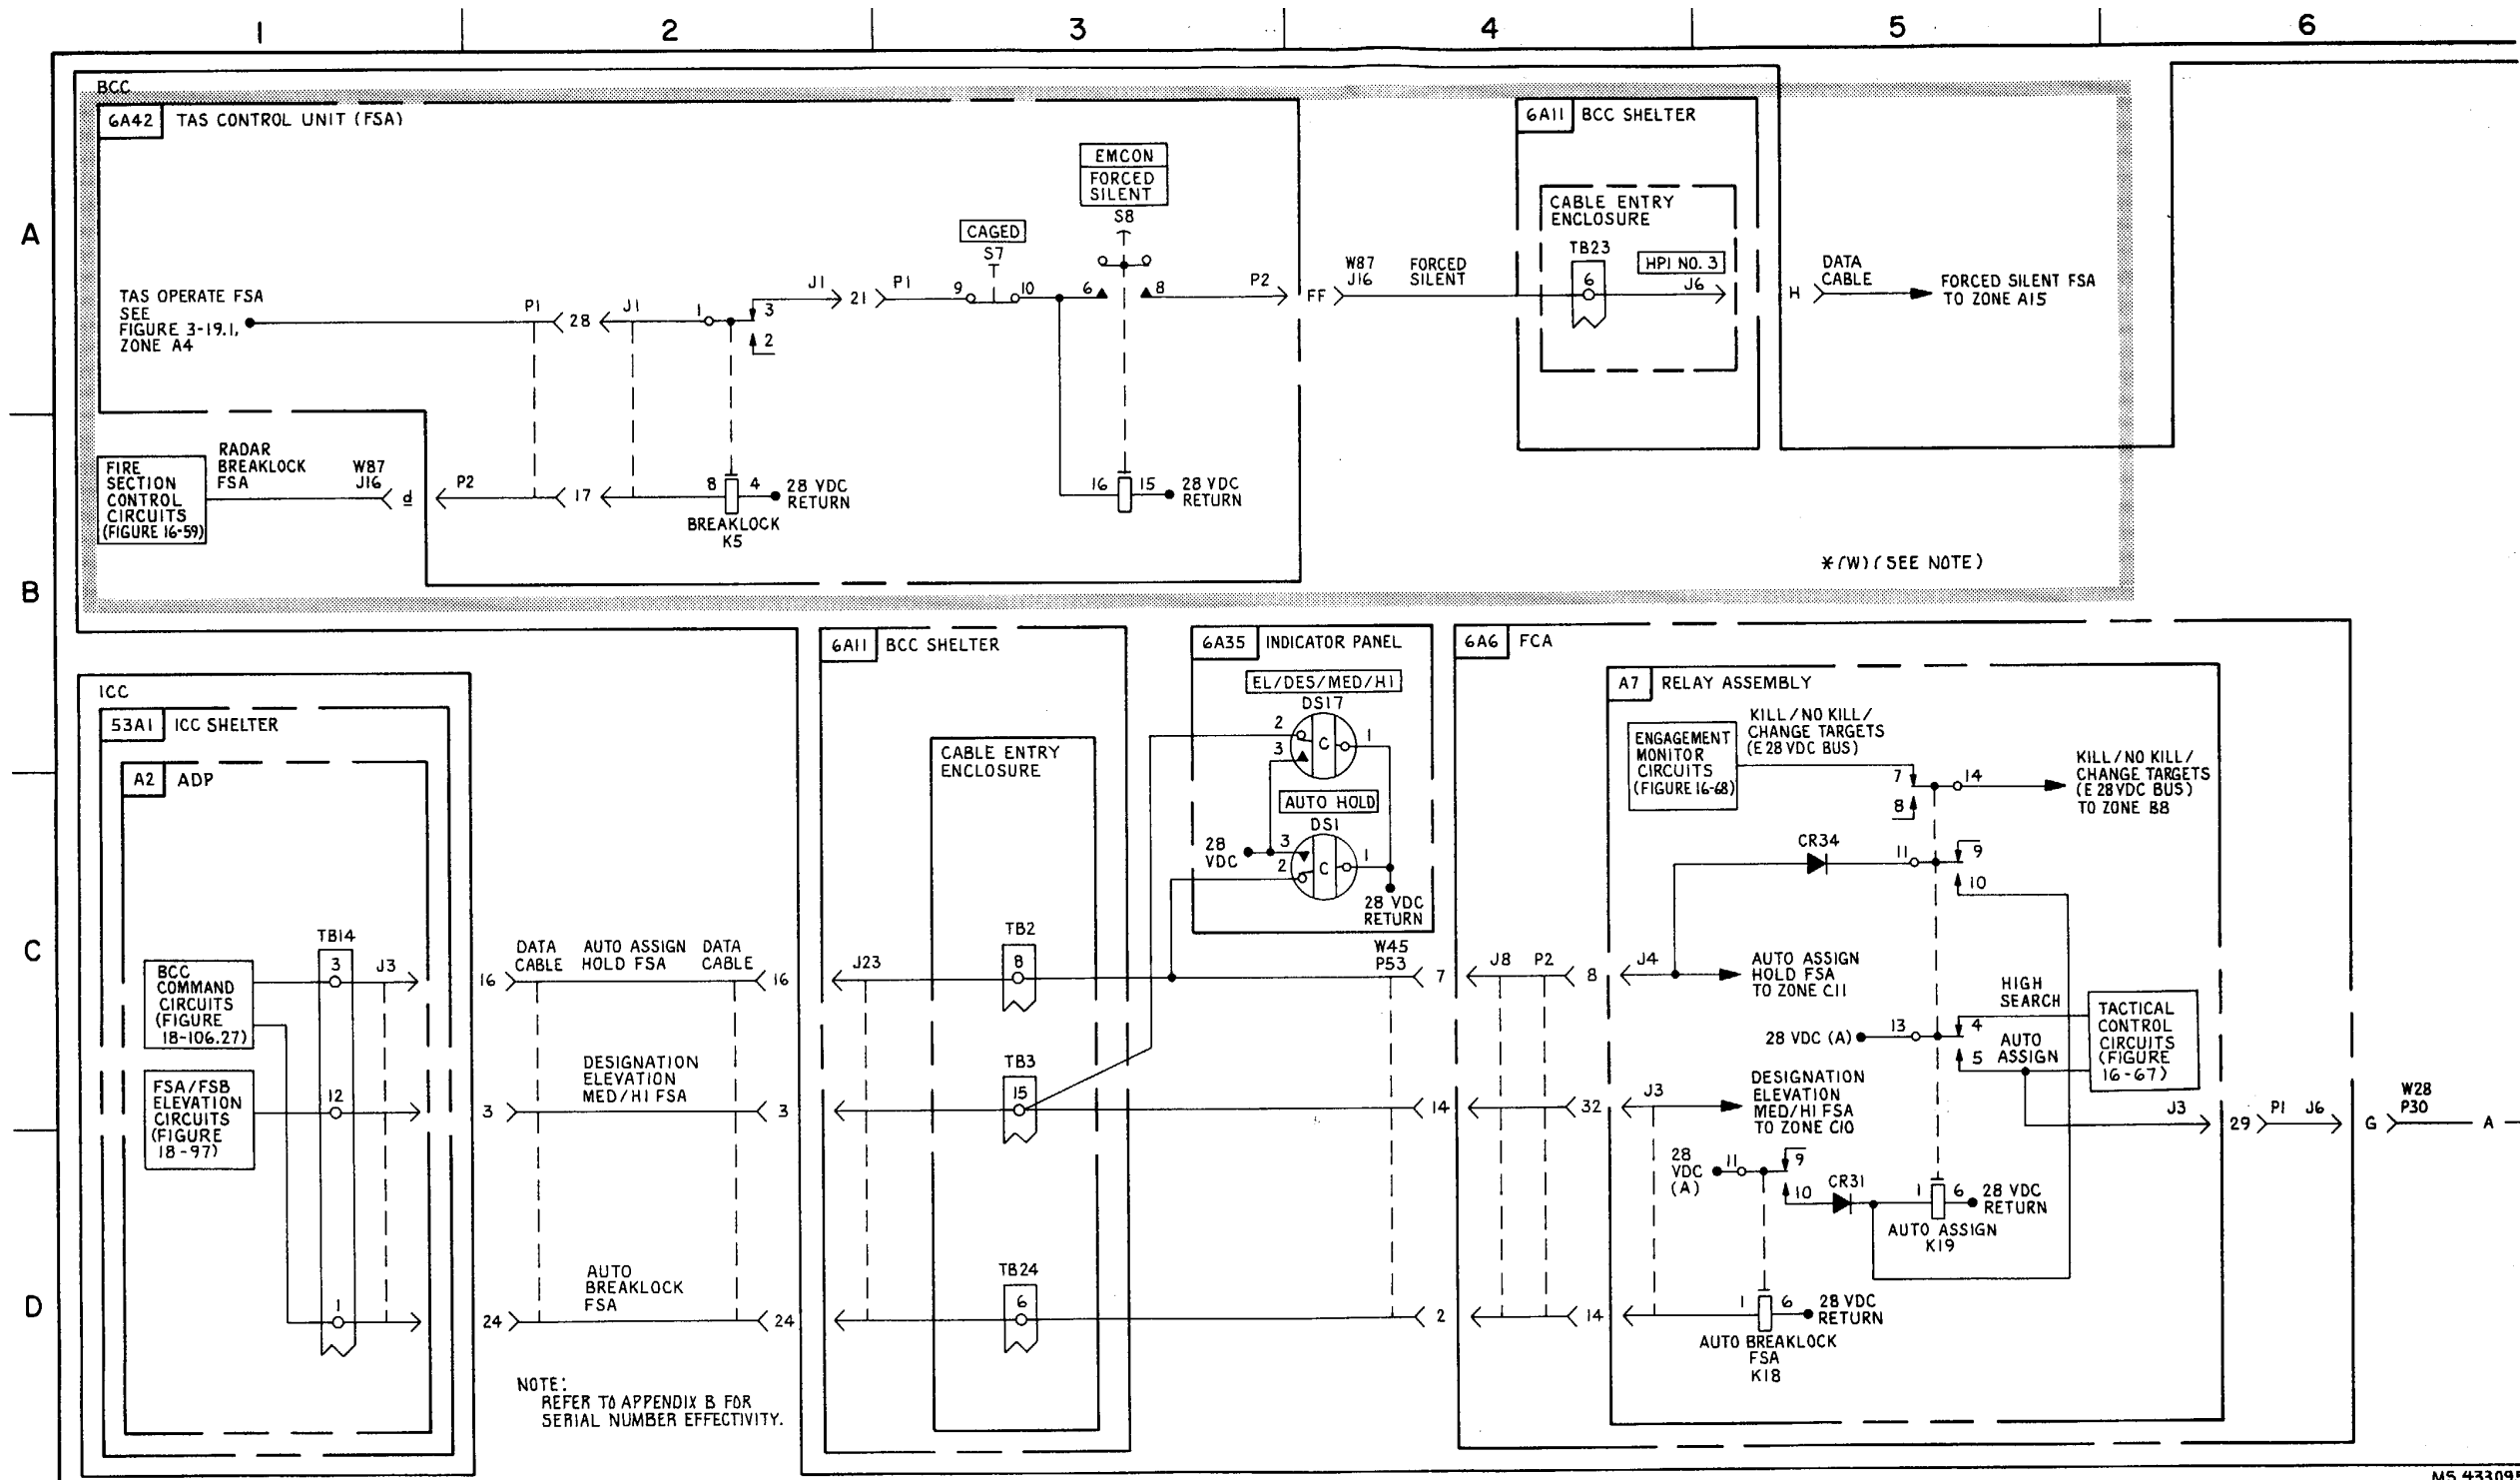 1 2 3 4 5 6
A
B
C
D
BCC
6A42 TAS CONTROL UNIT (FSA)
TAS OPERATE FSA
SEE
FIGURE 3-19.1,
ZONE A4
P1 28 J1
1 3
2
J1 21 P1
CAGED
S7
9 10
EMCON
FORCED
SILENT
S8
6 8
P2 FF W87
J16
FORCED
SILENT
6A11 BCC SHELTER
CABLE ENTRY
ENCLOSURE
TB23
6
HPI NO. 3
J6
H
DATA
CABLE
FORCED SILENT FSA
TO ZONE A15
FIRE
SECTION
CONTROL
CIRCUITS
(FIGURE 16-59)
RADAR
BREAKLOCK
FSA
W87
J16
d P2 17
8 4 28 VDC
RETURN
BREAKLOCK
K5
16 15 28 VDC
RETURN
*(W)(SEE NOTE)
ICC
53A1 ICC SHELTER
A2 ADP
BCC
COMMAND
CIRCUITS
(FIGURE
18-106.27)
FSA/FSB
ELEVATION
CIRCUITS
(FIGURE
18-97)
TB14
3 J3
12
1
16 DATA
CABLE
AUTO ASSIGN
HOLD FSA
DATA
CABLE
16
3 DESIGNATION
ELEVATION
MED/HI FSA
3
24 AUTO
BREAKLOCK
FSA
24
NOTE:
REFER TO APPENDIX B FOR
SERIAL NUMBER EFFECTIVITY.
6A11 BCC SHELTER
CABLE ENTRY
ENCLOSURE
J23
TB2
8
TB3
15
TB24
6
6A35 INDICATOR PANEL
EL/DES/MED/HI
DS17
2 C 1
3
AUTO HOLD
DS1
28
VDC
3 C 1
2
28 VDC
RETURN
W45
P53
7
14
2
6A6 FCA
J8 P2 8
32
14
A7 RELAY ASSEMBLY
ENGAGEMENT
MONITOR
CIRCUITS
(FIGURE 16-68)
KILL/NO KILL/
CHANGE TARGETS
(E 28 VDC BUS)
7 14
8
KILL/NO KILL/
CHANGE TARGETS
(E 28VDC BUS)
TO ZONE B8
CR34
11 9
10
J4
AUTO ASSIGN
HOLD FSA
TO ZONE C11
HIGH
SEARCH
28 VDC (A) 13 4
AUTO
ASSIGN
5
TACTICAL
CONTROL
CIRCUITS
(FIGURE
16-67)
J3
DESIGNATION
ELEVATION
MED/HI FSA
TO ZONE C10
J3 29 P1 J6 G W28
P30
A
28
VDC
(A)
11 9
10
CR31
1 6 28 VDC
RETURN
AUTO ASSIGN
K19
1 6 28 VDC
RETURN
AUTO BREAKLOCK
FSA
K18